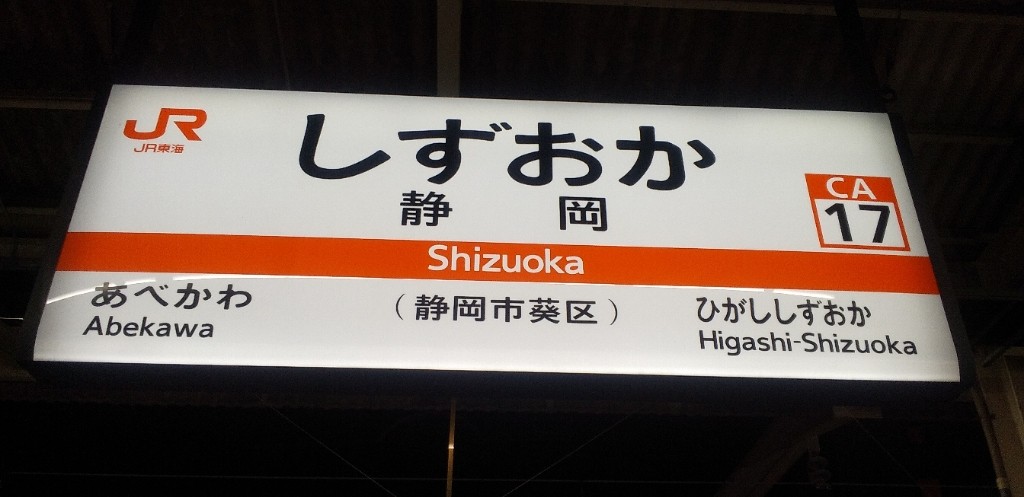 JR
JR東海
しずおか
静岡
CA
17
Shizuoka
あべかわ
Abekawa
(静岡市葵区)
ひがししずおか
Higashi-Shizuoka